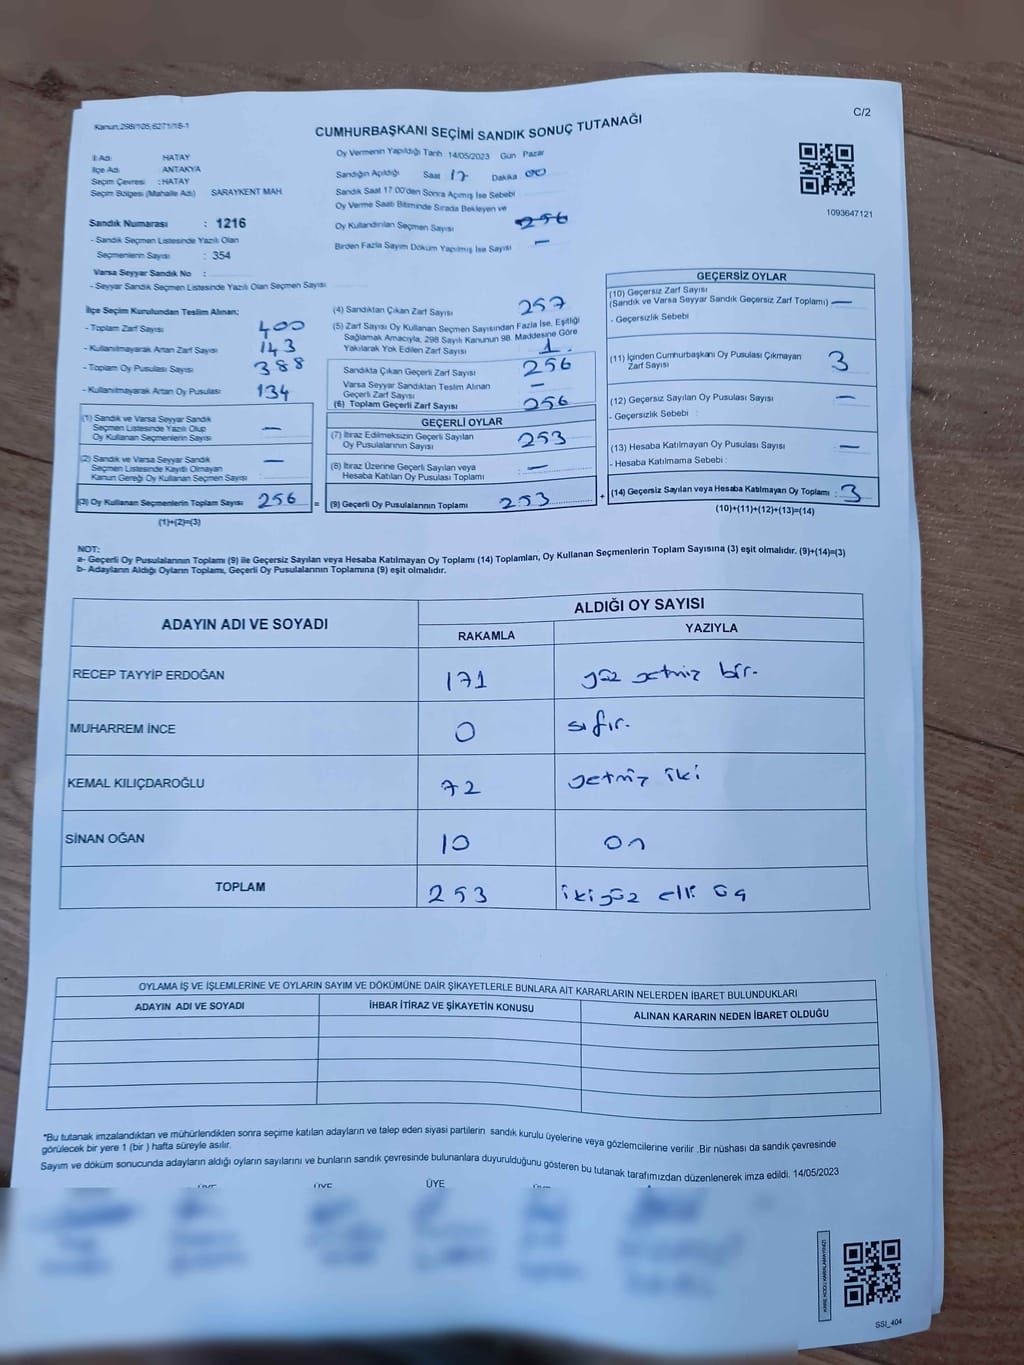 Kanun.298/105;6271/18-1
C/2
CUMHURBAŞKANI SEÇİMİ SANDIK SONUÇ TUTANAĞI
İl Adı HATAY
İlçe Adı : ANTAKYA
Seçim Çevresi : HATAY
Seçim Bölgesi (Mahalle Adı) SARAYKENT MAH
Sandık Numarası : 1216
- Sandık Seçmen Listesinde Yazılı Olan
Seçmenlerin Sayısı : 354
Varsa Seyyar Sandık No :
- Seyyar Sandık Seçmen Listesinde Yazılı Olan Seçmen Sayısı
Oy Vermenin Yapıldığı Tarih 14/05/2023 Gün Pazar
Sandığın Açıldığı Saat 17 Dakika 00
Sandık Saat 17:00'den Sonra Açımış İse Sebebi
Oy Verme Saati Bitiminde Sırada Bekleyen ve
Oy Kullandırılan Seçmen Sayısı 256
Birden Fazla Sayım Döküm Yapılmış İse Sayısı —
1093647121
İlçe Seçim Kurulundan Teslim Alınan;
- Toplam Zarf Sayısı 400
- Kullanılmayarak Artan Zarf Sayısı 143
- Toplam Oy Pusulası Sayısı 388
- Kullanılmayarak Artan Oy Pusulası 134
(1) Sandık ve Varsa Seyyar Sandık
Seçmen Listesinde Yazılı Olup
Oy Kullanan Seçmenlerin Sayısı —
(2) Sandık ve Varsa Seyyar Sandık
Seçmen Listesinde Kayıtlı Olmayan
Kanun Gereği Oy Kullanan Seçmen Sayısı —
(3) Oy Kullanan Seçmenlerin Toplam Sayısı 256 =
(1)+(2)=(3)
(4) Sandıktan Çıkan Zarf Sayısı 257
(5) Zarf Sayısı Oy Kullanan Seçmen Sayısından Fazla İse, Eşitliği
Sağlamak Amacıyla, 298 Sayılı Kanunun 98. Maddesine Göre
Yakılarak Yok Edilen Zarf Sayısı 1.
Sandıkta Çıkan Geçerli Zarf Sayısı 256
Varsa Seyyar Sandıktan Teslim Alınan
Geçerli Zarf Sayısı —
(6) Toplam Geçerli Zarf Sayısı 256
GEÇERLİ OYLAR
(7) İtiraz Edilmeksizin Geçerli Sayılan
Oy Pusulalarının Sayısı 253
(8) İtiraz Üzerine Geçerli Sayılan veya
Hesaba Katılan Oy Pusulası Toplamı : —
(9) Geçerli Oy Pusulalarının Toplamı 253 +
GEÇERSİZ OYLAR
(10) Geçersiz Zarf Sayısı
(Sandık ve Varsa Seyyar Sandık Geçersiz Zarf Toplamı) —
- Geçersizlik Sebebi
(11) İçinden Cumhurbaşkanı Oy Pusulası Çıkmayan
Zarf Sayısı 3
(12) Geçersiz Sayılan Oy Pusulası Sayısı —
- Geçersizlik Sebebi :
(13) Hesaba Katılmayan Oy Pusulası Sayısı —
- Hesaba Katılmama Sebebi :
(14) Geçersiz Sayılan veya Hesaba Katılmayan Oy Toplamı : 3
(10)+(11)+(12)+(13)=(14)
NOT:
a- Geçerli Oy Pusulalarının Toplamı (9) ile Geçersiz Sayılan veya Hesaba Katılmayan Oy Toplamı (14) Toplamları, Oy Kullanan Seçmenlerin Toplam Sayısına (3) eşit olmalıdır. (9)+(14)=(3)
b- Adayların Aldığı Oyların Toplamı, Geçerli Oy Pusulalarının Toplamına (9) eşit olmalıdır.
ADAYIN ADI VE SOYADI
ALDIĞI OY SAYISI
RAKAMLA YAZIYLA
RECEP TAYYİP ERDOĞAN 171 yüz yetmiz bir.
MUHARREM İNCE 0 sıfır.
KEMAL KILIÇDAROĞLU 72 yetmiz iki
SİNAN OĞAN 10 on
TOPLAM 253 iki yüz elli üç
OYLAMA İŞ VE İŞLEMLERİNE VE OYLARIN SAYIM VE DÖKÜMÜNE DAİR ŞİKAYETLERLE BUNLARA AİT KARARLARIN NELERDEN İBARET BULUNDUKLARI
ADAYIN ADI VE SOYADI İHBAR İTİRAZ VE ŞİKAYETİN KONUSU ALINAN KARARIN NEDEN İBARET OLDUĞU
*Bu tutanak imzalandıktan ve mühürlendikten sonra seçime katılan adayların ve talep eden siyasi partilerin sandık kurulu üyelerine veya gözlemcilerine verilir .Bir nüshası da sandık çevresinde
görülecek bir yere 1 (bir ) hafta süreyle asılır.
Sayım ve döküm sonucunda adayların aldığı oyların sayılarını ve bunların sandık çevresinde bulunanlara duyurulduğunu gösteren bu tutanak tarafımızdan düzenlenerek imza edildi. 14/05/2023
ÜYE
SSI_404